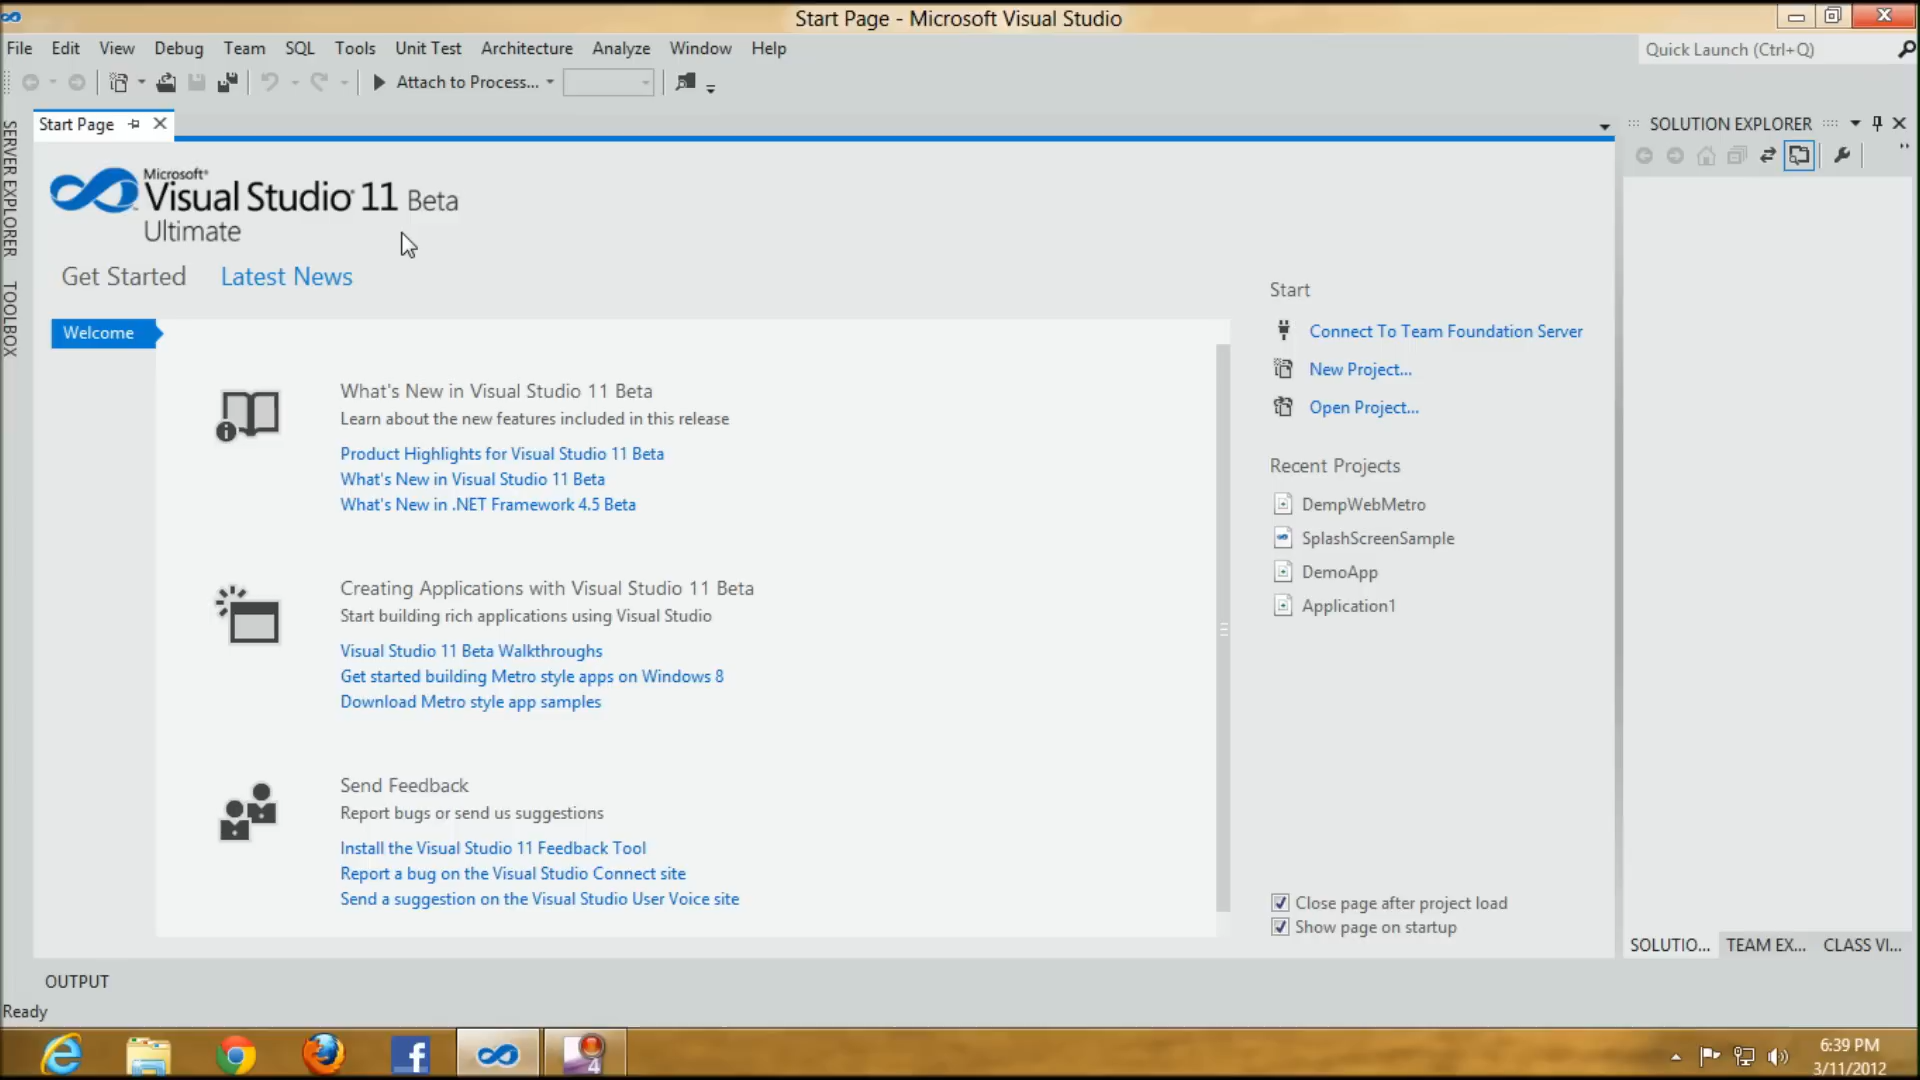 Start Page - Microsoft Visual Studio
File Edit View Debug Team SQL Tools Unit Test Architecture Analyze Window Help
Quick Launch (Ctrl+Q)
Attach to Process...
Start Page
SOLUTION EXPLORER
SERVER EXPLORER
TOOLBOX
Microsoft®
Visual Studio 11 Beta
Ultimate
Get Started Latest News
Welcome
What's New in Visual Studio 11 Beta
Learn about the new features included in this release
Product Highlights for Visual Studio 11 Beta
What's New in Visual Studio 11 Beta
What's New in .NET Framework 4.5 Beta
Creating Applications with Visual Studio 11 Beta
Start building rich applications using Visual Studio
Visual Studio 11 Beta Walkthroughs
Get started building Metro style apps on Windows 8
Download Metro style app samples
Send Feedback
Report bugs or send us suggestions
Install the Visual Studio 11 Feedback Tool
Report a bug on the Visual Studio Connect site
Send a suggestion on the Visual Studio User Voice site
Start
Connect To Team Foundation Server
New Project...
Open Project...
Recent Projects
DempWebMetro
SplashScreenSample
DemoApp
Application1
Close page after project load
Show page on startup
SOLUTIO... TEAM EX... CLASS VI...
OUTPUT
Ready
4
6:39 PM
3/11/2012